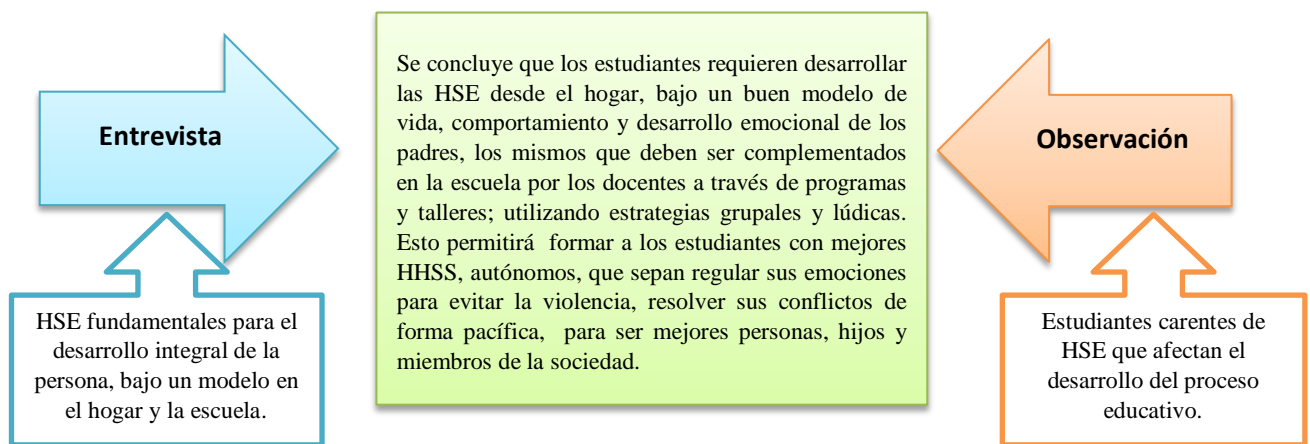 Entrevista
HSE fundamentales para el
desarrollo integral de la
persona, bajo un modelo en
el hogar y la escuela.
Se concluye que los estudiantes requieren desarrollar
las HSE desde el hogar, bajo un buen modelo de
vida, comportamiento y desarrollo emocional de los
padres, los mismos que deben ser complementados
en la escuela por los docentes a través de programas
y talleres; utilizando estrategias grupales y lúdicas.
Esto permitirá formar a los estudiantes con mejores
HHSS, autónomos, que sepan regular sus emociones
para evitar la violencia, resolver sus conflictos de
forma pacífica, para ser mejores personas, hijos y
miembros de la sociedad.
Observación
Estudiantes carentes de
HSE que afectan el
desarrollo del proceso
educativo.